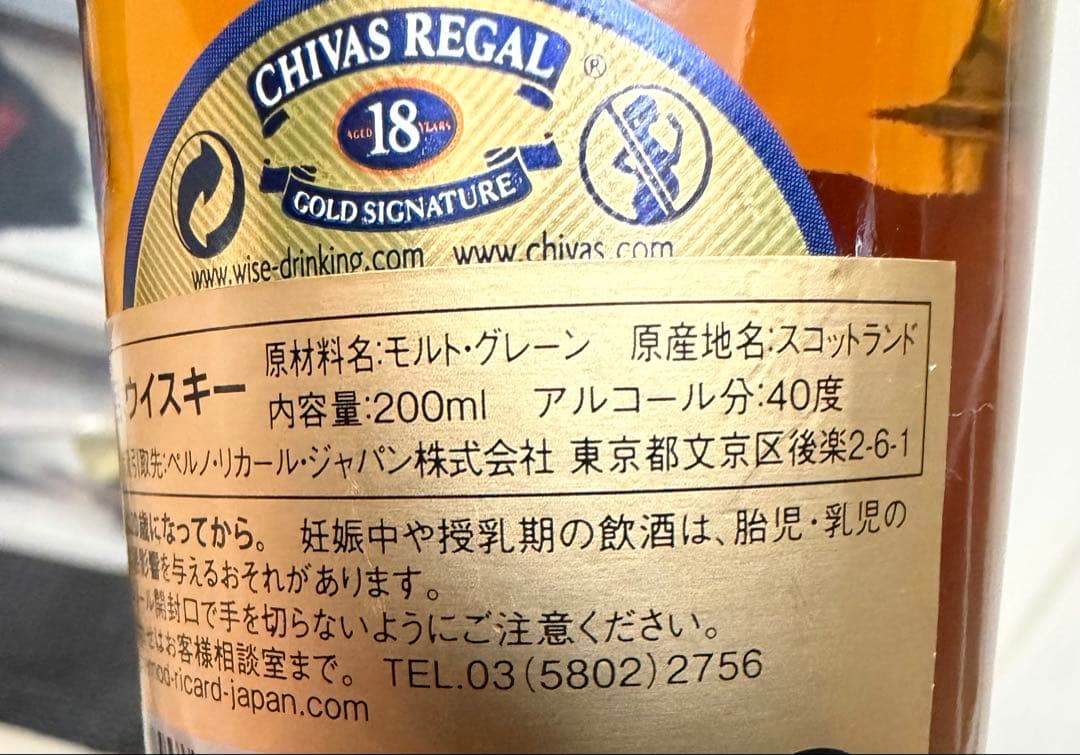 CHIVAS REGAL ®
AGED 18 YEARS
GOLD SIGNATURE
www.wise-drinking.com www.chivas.com
原材料名:モルト・グレーン 原産地名:スコットランド
ウイスキー
内容量:200ml アルコール分:40度
引取先:ペルノ・リカール・ジャパン株式会社 東京都文京区後楽2-6-1
歳になってから。 妊娠中や授乳期の飲酒は、胎児・乳児の
影響を与えるおそれがあります。
開封口で手を切らないようにご注意ください。
はお客様相談室まで。 TEL.03(5802)2756
nod-ricard-japan.com